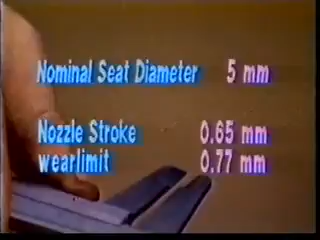 Nominal Seat Diameter 5 mm
Nozzle Stroke 0.65 mm
wearlimit 0.77 mm